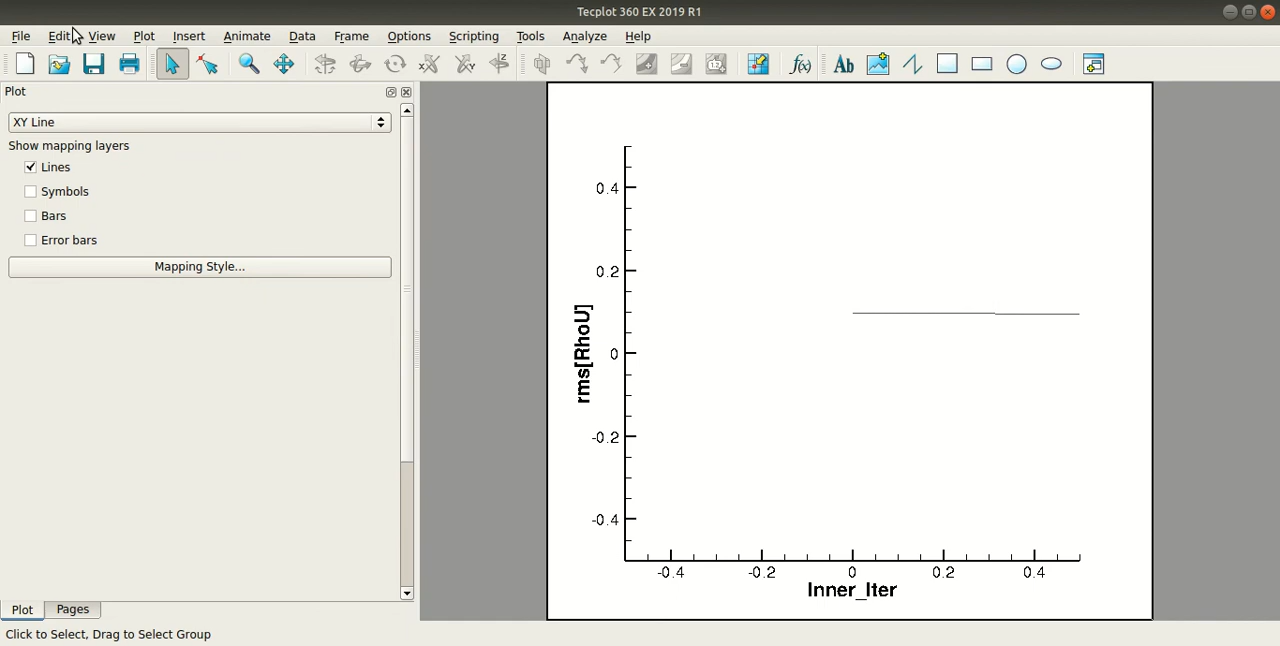 Tecplot 360 EX 2019 R1
File Edit View Plot Insert Animate Data Frame Options Scripting Tools Analyze Help
f(x) Ab
Plot
XY Line
Show mapping layers
Lines
Symbols
Bars
Error bars
Mapping Style...
0.4
0.2
0
-0.2
-0.4
rms[RhoU]
-0.4 -0.2 0 0.2 0.4
Inner_Iter
Plot Pages
Click to Select, Drag to Select Group